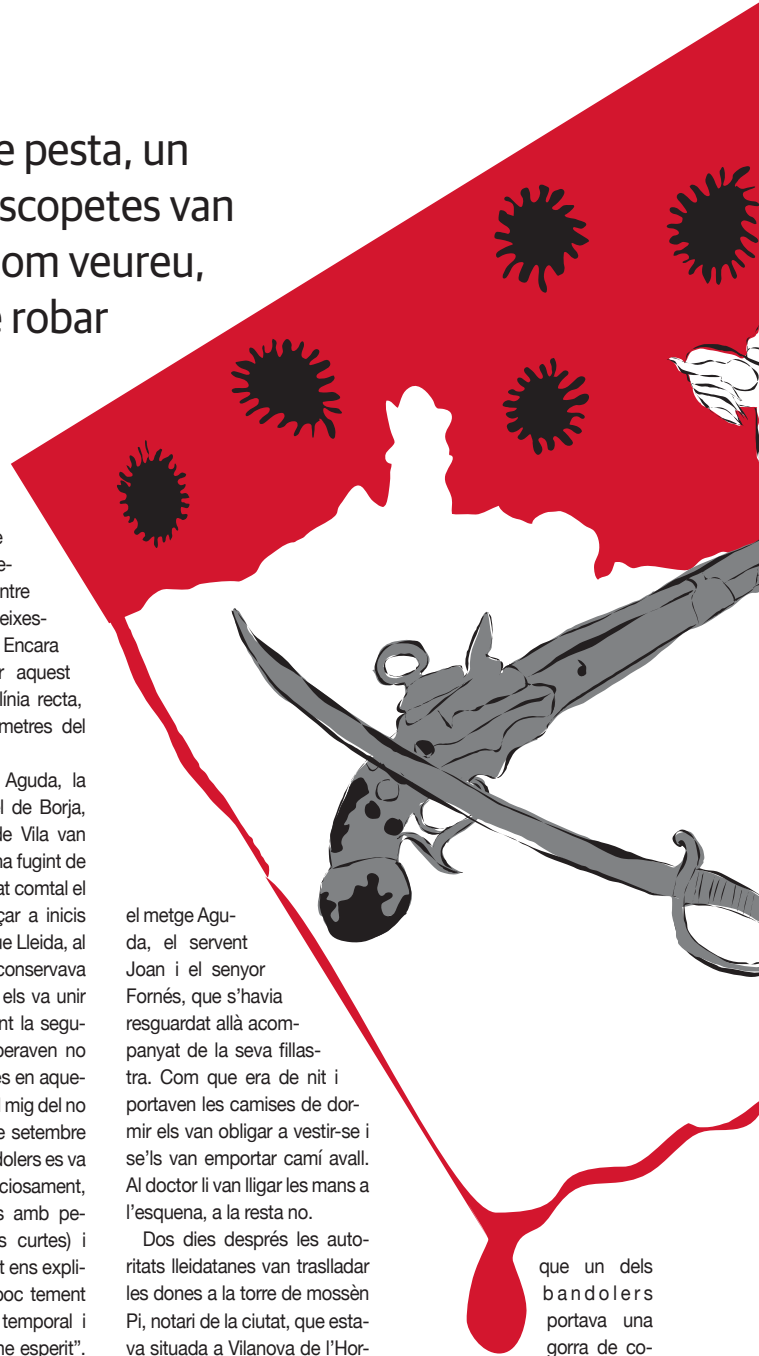 e pesta, un
scopetes van
om veureu,
e robar
e
e-
ntre
eixes-
Encara
r aquest
línia recta,
metres del
Aguda, la
l de Borja,
de Vila van
na fugint de
at comtal el
çar a inicis
ue Lleida, al
conservava
els va unir
nt la segu-
peraven no
es en aque-
l mig del no
e setembre
dolers es va
ciosament,
s amb pe-
s curtes) i
t ens expli-
poc tement
temporal i
ne esperit”.
el metge Agu-
da, el servent
Joan i el senyor
Fornés, que s’havia
resguardat allà acom-
panyat de la seva fillas-
tra. Com que era de nit i
portaven les camises de dor-
mir els van obligar a vestir-se i
se’ls van emportar camí avall.
Al doctor li van lligar les mans a
l’esquena, a la resta no.
Dos dies després les auto-
ritats lleidatanes van traslladar
les dones a la torre de mossèn
Pi, notari de la ciutat, que esta-
va situada a Vilanova de l’Hor-
que un dels
bandolers
portava una
gorra de co-